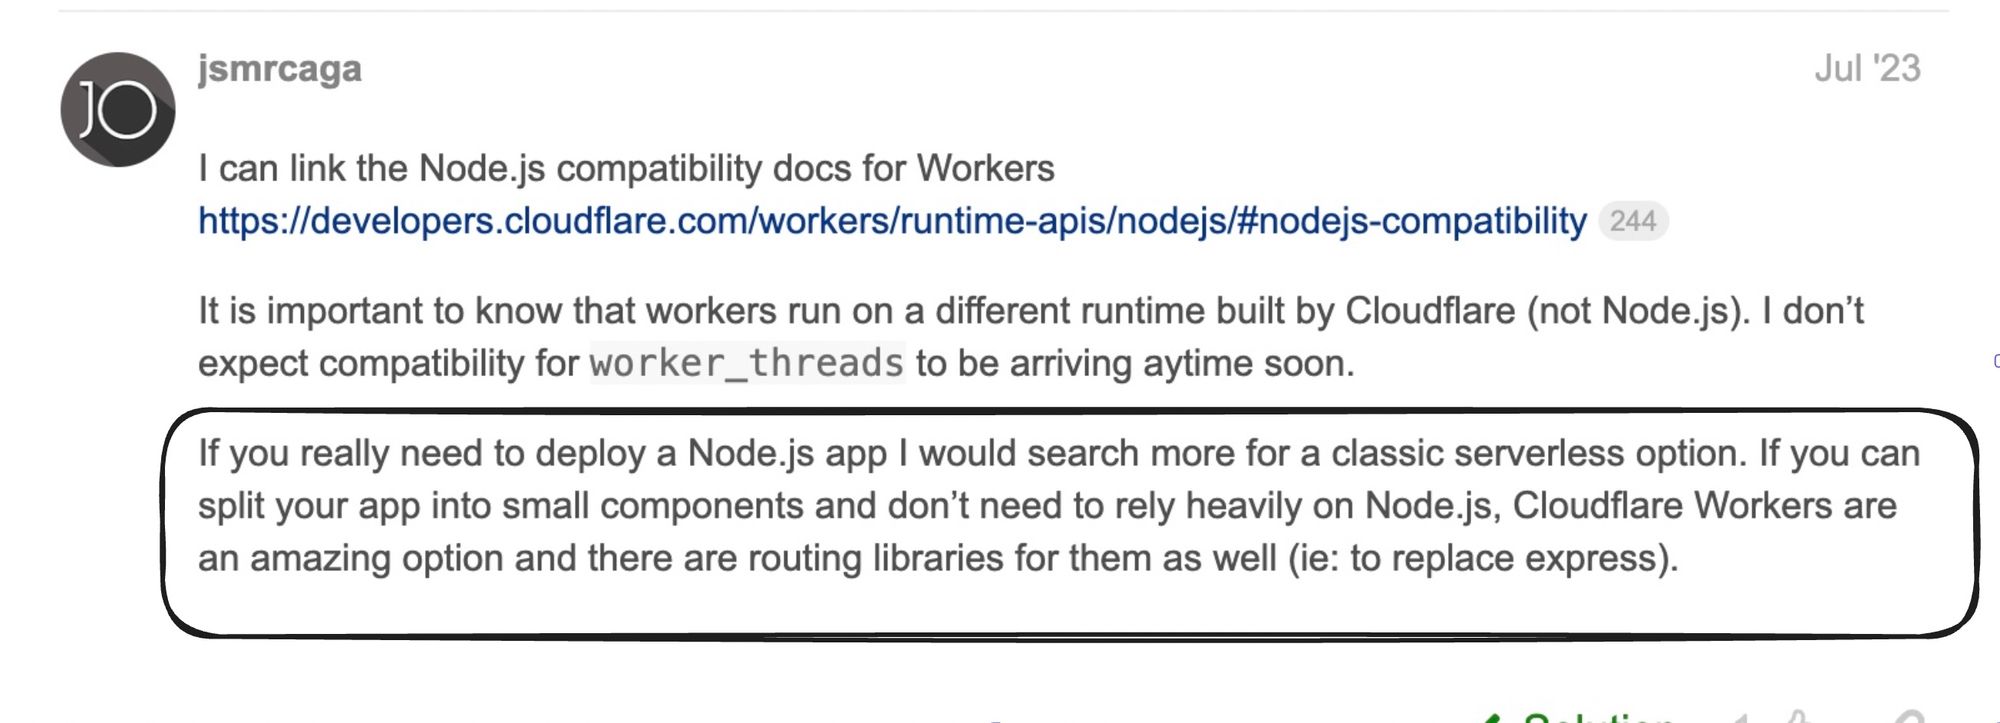 JO
jsmrcaga
Jul '23
I can link the Node.js compatibility docs for Workers
https://developers.cloudflare.com/workers/runtime-apis/nodejs/#nodejs-compatibility 244
It is important to know that workers run on a different runtime built by Cloudflare (not Node.js). I don’t
expect compatibility for worker_threads to be arriving aytime soon.
If you really need to deploy a Node.js app I would search more for a classic serverless option. If you can
split your app into small components and don’t need to rely heavily on Node.js, Cloudflare Workers are
an amazing option and there are routing libraries for them as well (ie: to replace express).
Solution 1